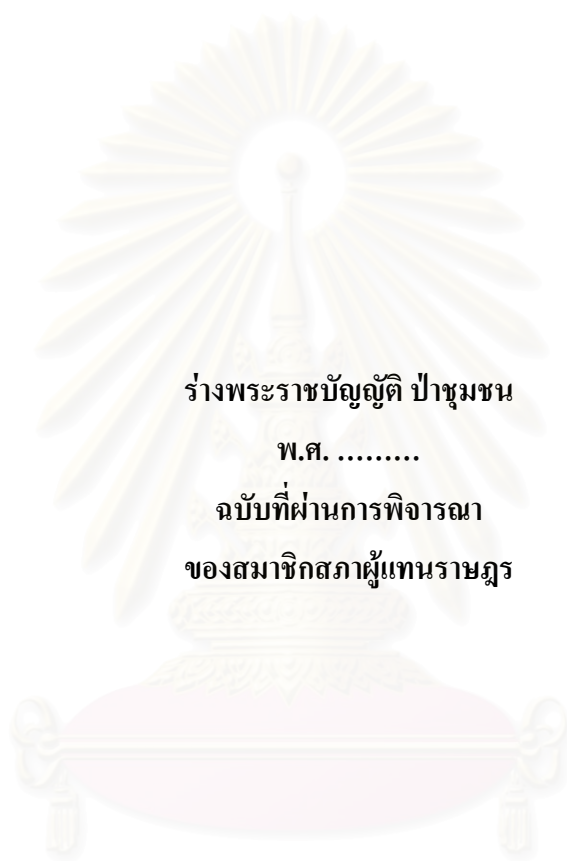 ร่างพระราชบัญญัติ ป่าชุมชน
พ.ศ. .........
ฉบับที่ผ่านการพิจารณา
ของสมาชิกสภาผู้แทนราษฎร